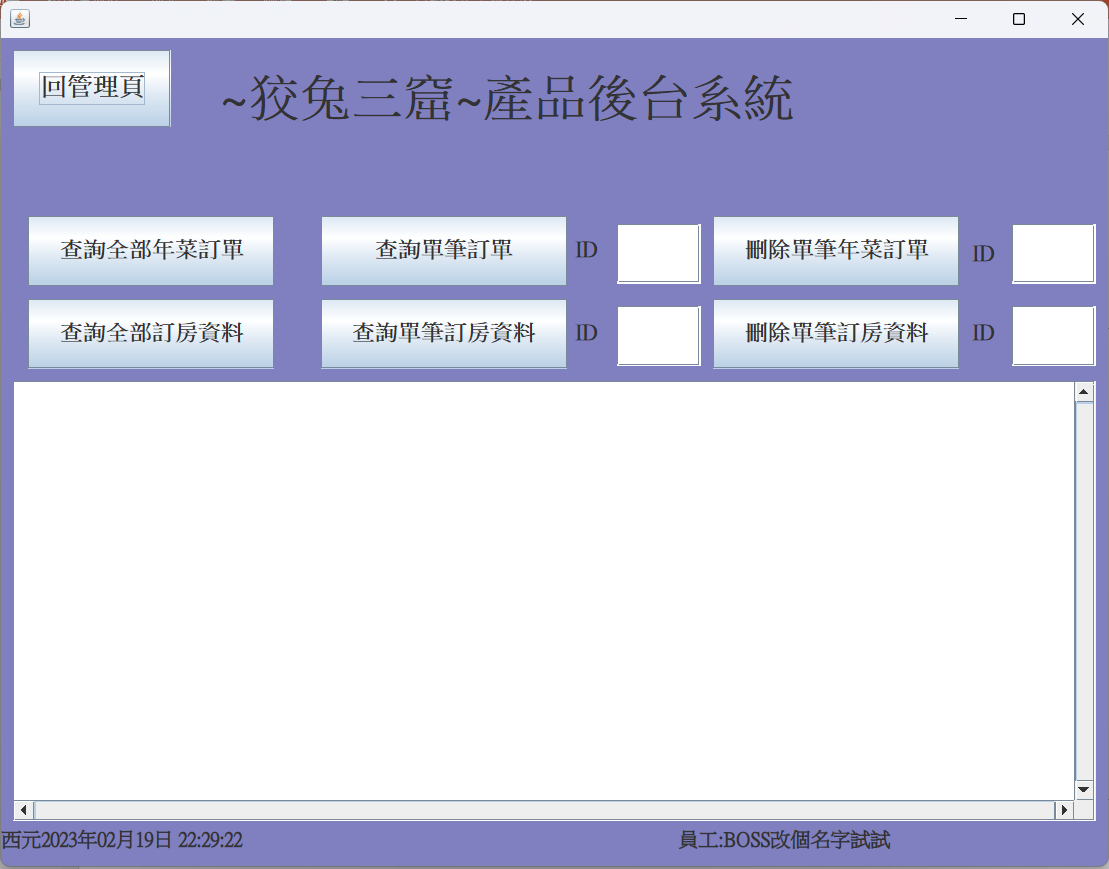 回管理頁
~狡兔三窟~產品後台系統
查詢全部年菜訂單
查詢單筆訂單
ID
刪除單筆年菜訂單
ID
查詢全部訂房資料
查詢單筆訂房資料
ID
刪除單筆訂房資料
ID
西元2023年02月19日 22:29:22
員工:BOSS改個名字試試